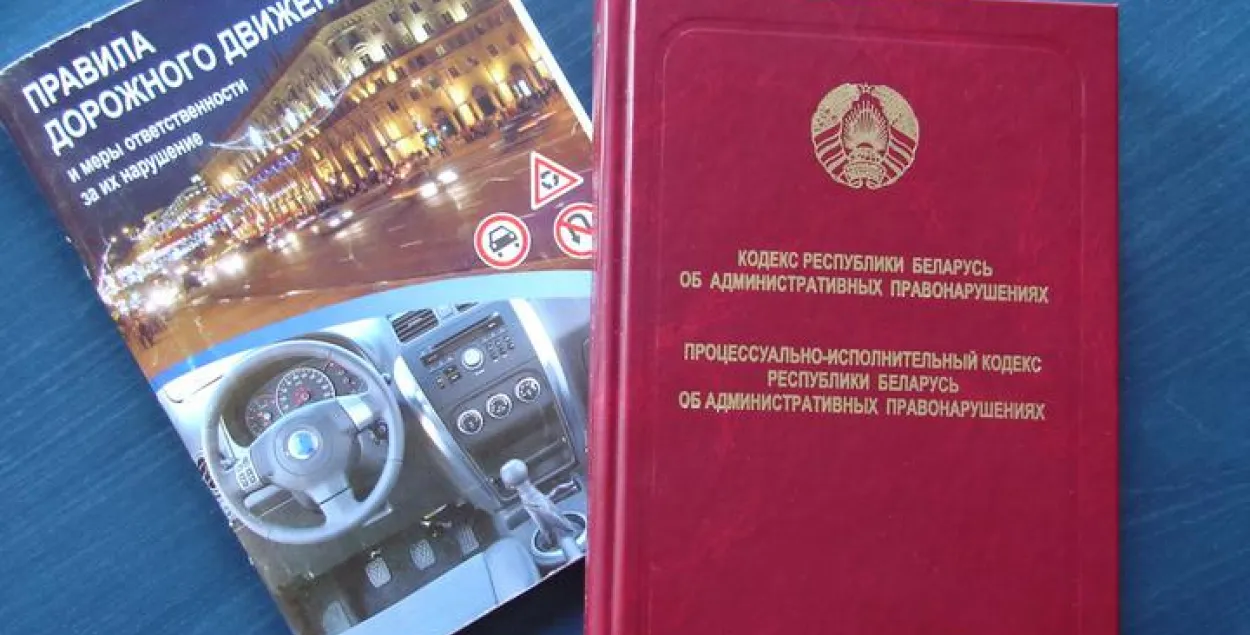 ПРАВИЛА
ДОРОЖНОГО ДВИЖЕН
и меры ответственности
за их нарушение
КОДЕКС РЕСПУБЛИКИ БЕЛАРУСЬ
ОБ АДМИНИСТРАТИВНЫХ ПРАВОНАРУШЕНИЯХ
ПРОЦЕССУАЛЬНО-ИСПОЛНИТЕЛЬНЫЙ КОДЕКС
РЕСПУБЛИКИ БЕЛАРУСЬ
ОБ АДМИНИСТРАТИВНЫХ ПРАВОНАРУШЕНИЯХ